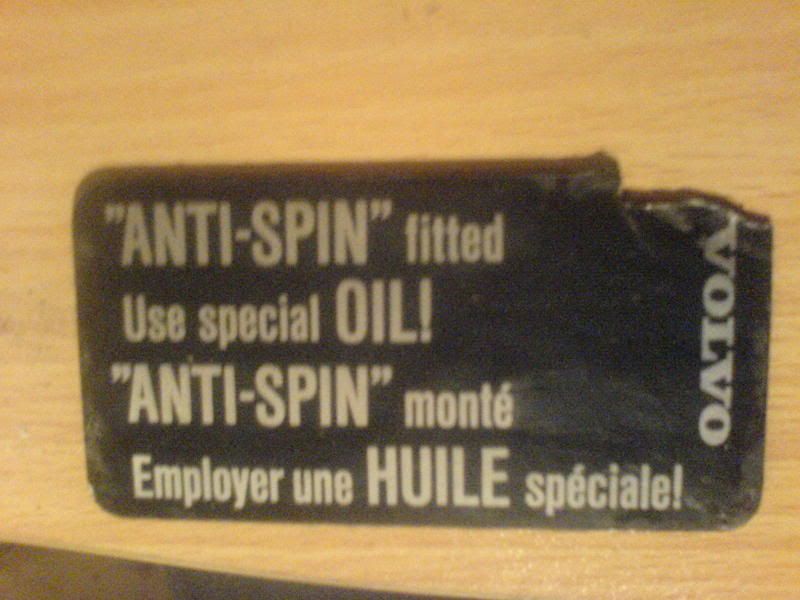 "ANTI-SPIN" fitted
Use special OIL!
"ANTI-SPIN" monté
Employer une HUILE spéciale!
VOLVO